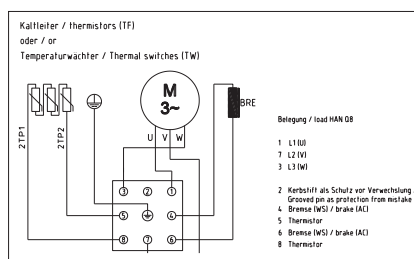 Kaltleiter / thermistors (TF)
oder / or
Temperaturwächter / Thermal switches (TW)
M
3~
BRE
2TP1
2TP2
U V W
3 2 1
5 4
8 7 6
Belegung / load HAN Q8
1 L1 (U)
7 L2 (V)
3 L3 (W)
2 Kerbstift als Schutz vor Verwechslung
Grooved pin as protection from mistake
4 Bremse (WS) / brake (AC)
5 Thermistor
6 Bremse (WS) / brake (AC)
8 Thermistor